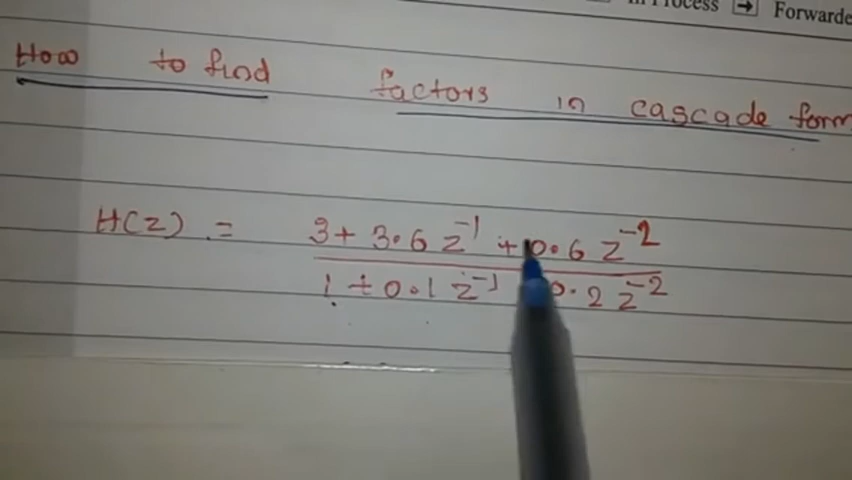 in Process → Forwarde
How to find factors in cascade form
H(z) = 3 + 3.6 z⁻¹ + 0.6 z⁻²
1 + 0.1 z⁻¹ 0.2 z⁻²